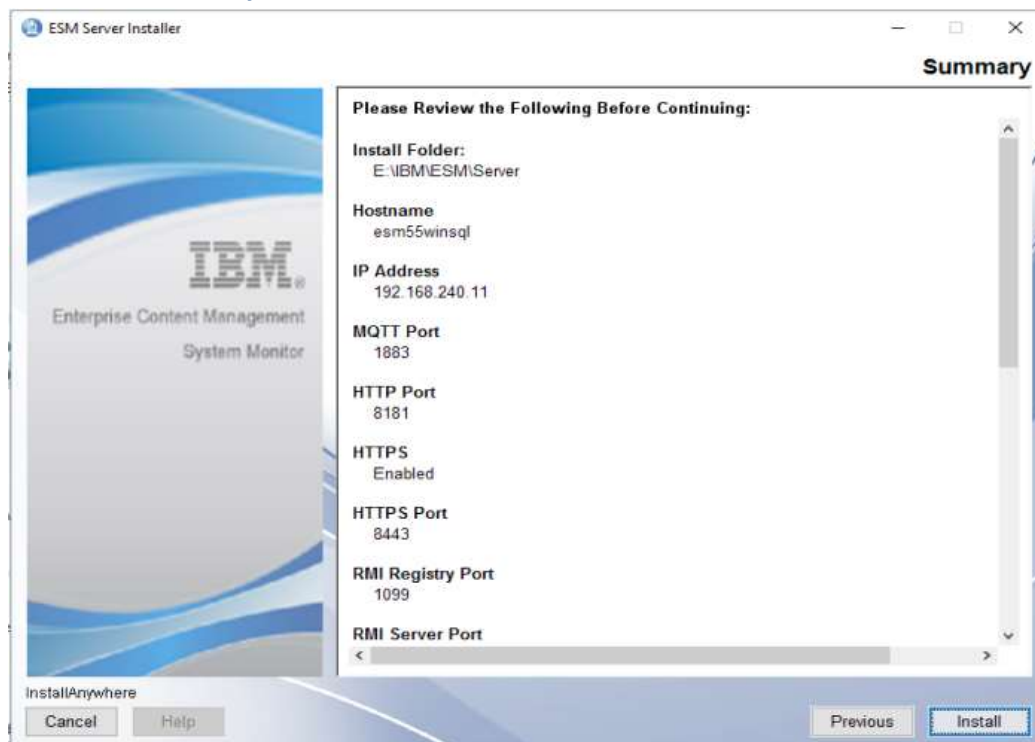 ESM Server Installer
Summary
IBM®
Enterprise Content Management
System Monitor
Please Review the Following Before Continuing:
Install Folder:
E:\IBM\ESM\Server
Hostname
esm55winsql
IP Address
192.168.240.11
MQTT Port
1883
HTTP Port
8181
HTTPS
Enabled
HTTPS Port
8443
RMI Registry Port
1099
RMI Server Port
InstallAnywhere
Cancel Help Previous Install